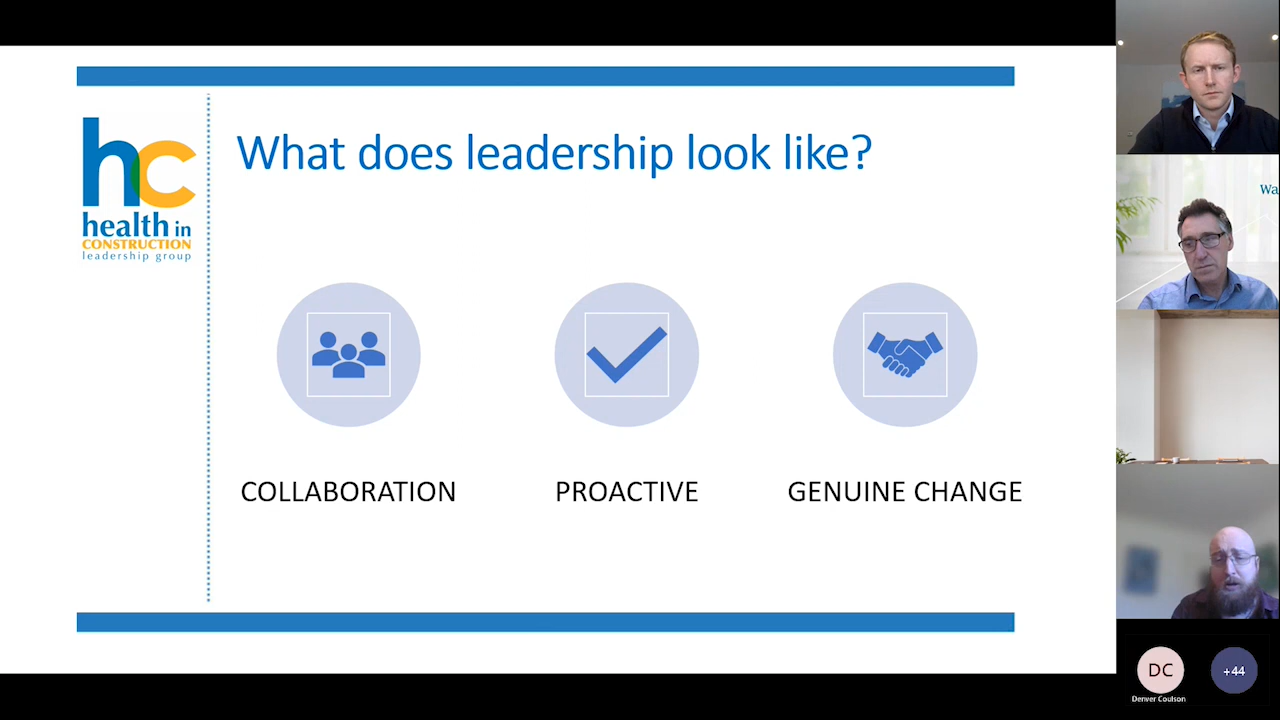 What does leadership look like?
hc
health in
CONSTRUCTION
leadership group
COLLABORATION
PROACTIVE
GENUINE CHANGE
Wa
DC
+44
Denver Coulson